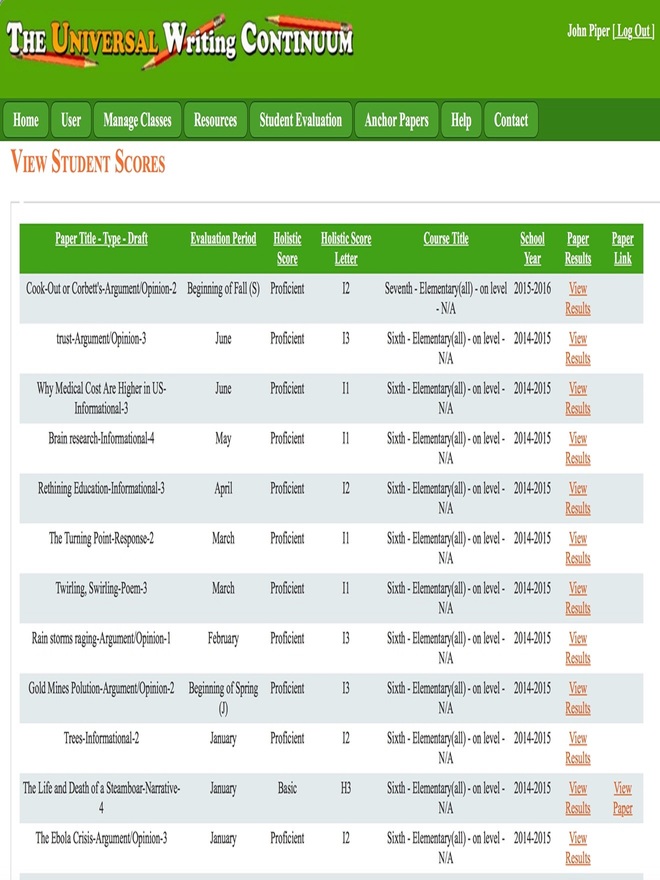 THE UNIVERSAL Writing CONTINUUM
John Piper [ Log Out ]
Home User Manage Classes Resources Student Evaluation Anchor Papers Help Contact
VIEW STUDENT SCORES
Paper Title - Type - Draft Evaluation Period Holistic Holistic Score Course Title School Paper Paper
Score Letter Year Results Link
Cook-Out or Corbett's-Argument/Opinion-2 Beginning of Fall (S) Proficient I2 Seventh - Elementary(all) - on level 2015-2016 View
- N/A Results
trust-Argument/Opinion-3 June Proficient I3 Sixth - Elementary(all) - on level - 2014-2015 View
N/A Results
Why Medical Cost Are Higher in US- June Proficient I1 Sixth - Elementary(all) - on level - 2014-2015 View
Informational-3 N/A Results
Brain research-Informational-4 May Proficient I1 Sixth - Elementary(all) - on level - 2014-2015 View
N/A Results
Rethining Education-Informational-3 April Proficient I2 Sixth - Elementary(all) - on level - 2014-2015 View
N/A Results
The Turning Point-Response-2 March Proficient I1 Sixth - Elementary(all) - on level - 2014-2015 View
N/A Results
Twirling, Swirling-Poem-3 March Proficient I1 Sixth - Elementary(all) - on level - 2014-2015 View
N/A Results
Rain storms raging-Argument/Opinion-1 February Proficient I3 Sixth - Elementary(all) - on level - 2014-2015 View
N/A Results
Gold Mines Polution-Argument/Opinion-2 Beginning of Spring Proficient I3 Sixth - Elementary(all) - on level - 2014-2015 View
(J) N/A Results
Trees-Informational-2 January Proficient I2 Sixth - Elementary(all) - on level - 2014-2015 View
N/A Results
The Life and Death of a Steamboar-Narrative- January Basic H3 Sixth - Elementary(all) - on level - 2014-2015 View View
4 N/A Results Paper
The Ebola Crisis-Argument/Opinion-3 January Proficient I2 Sixth - Elementary(all) - on level - 2014-2015 View
N/A Results